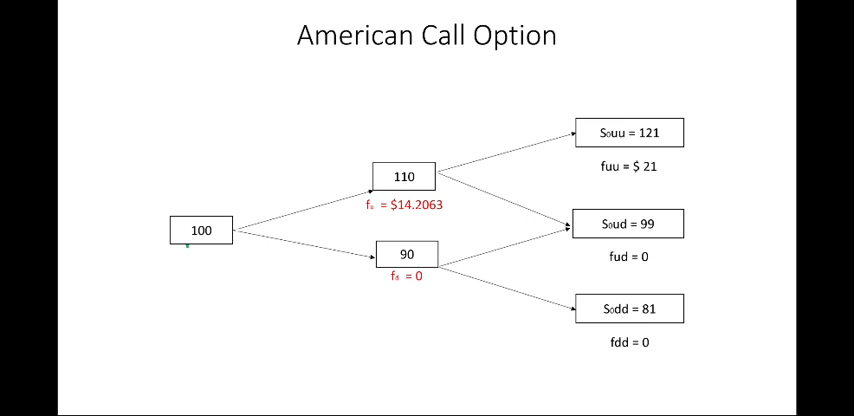 American Call Option
S₀uu = 121
fuu = $ 21
110
fᵤ = $14.2063
100
S₀ud = 99
fud = 0
90
f𝒹 = 0
S₀dd = 81
fdd = 0